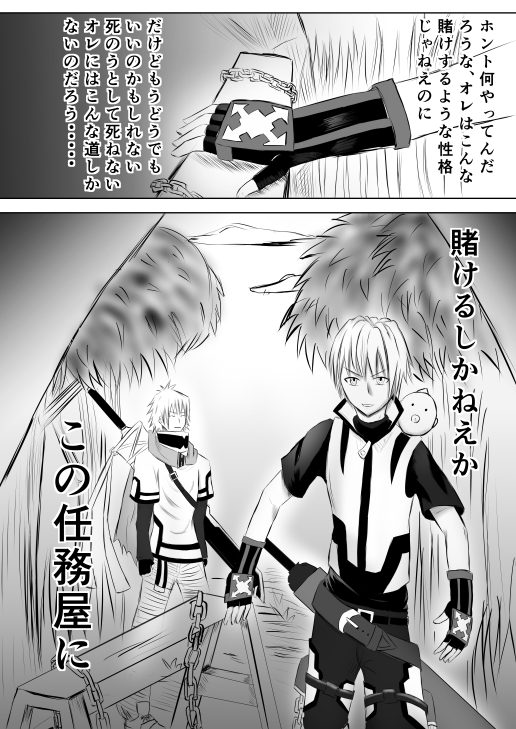 ホント何やってんだ
ろうな、オレはこんな
賭けするような性格
じゃねえのに
だけどもうどうでも
いいのかもしれない
死のうとして死ねない
オレにはこんな道しか
ないのだろう・・・・・
賭けるしかねえか
この任務屋に